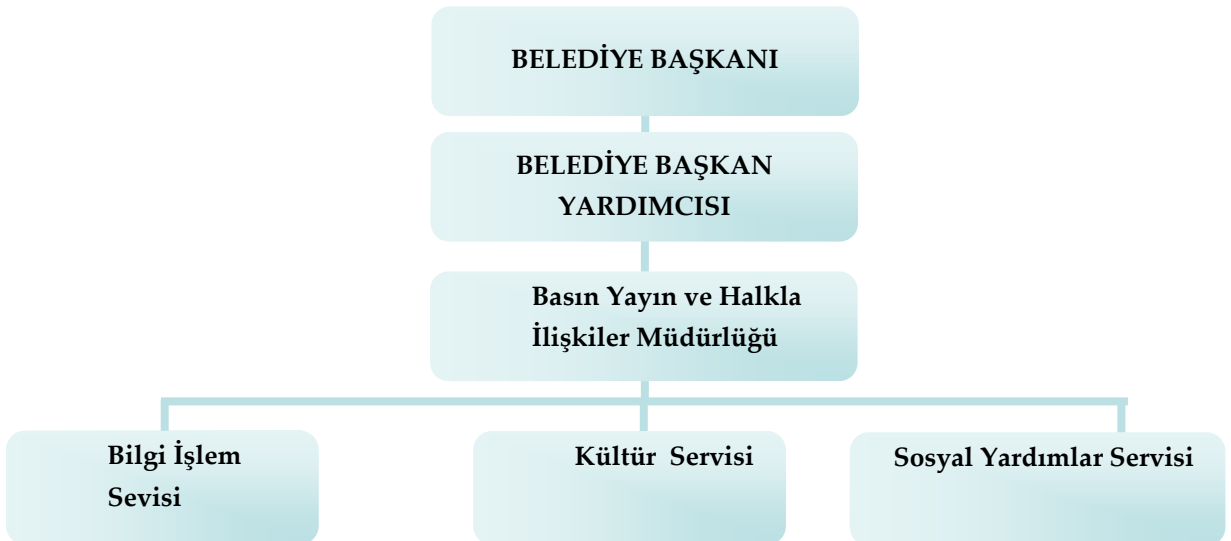 BELEDİYE BAŞKANI
BELEDİYE BAŞKAN
YARDIMCISI
Basın Yayın ve Halkla
İlişkiler Müdürlüğü
Bilgi İşlem
Sevisi
Kültür Servisi
Sosyal Yardımlar Servisi